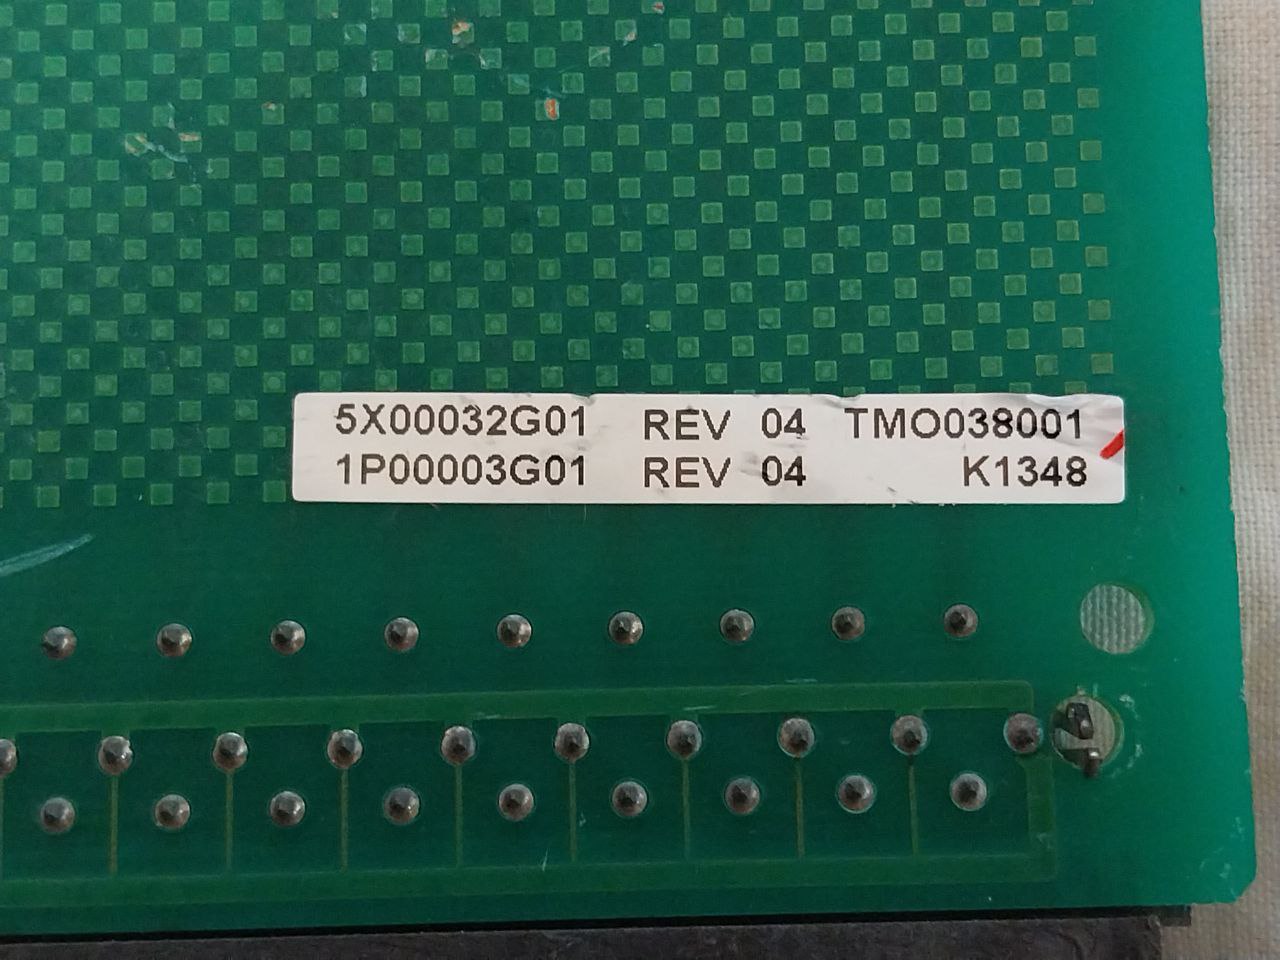 5X00032G01 REV 04 TMO038001
1P00003G01 REV 04 K1348